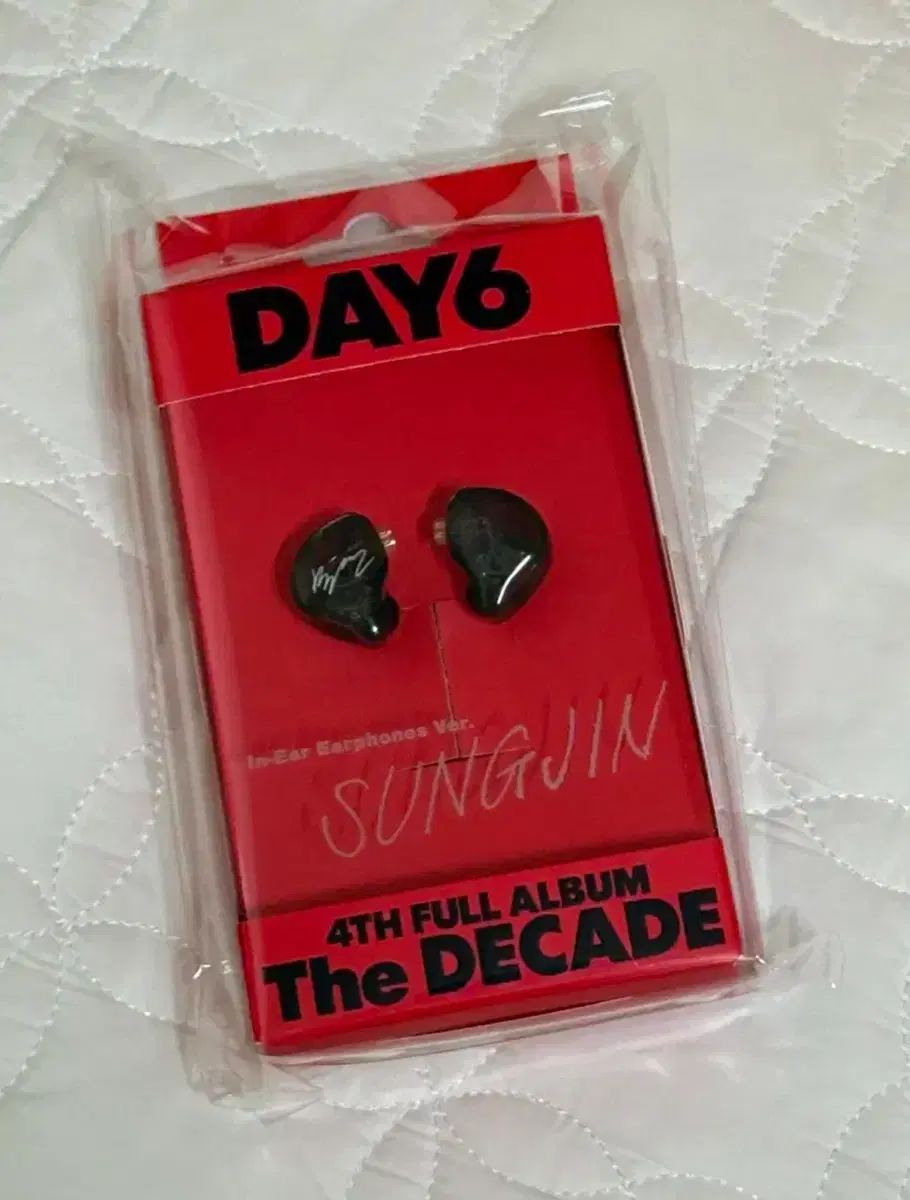 DAY6
In-Ear Earphones Ver.
SUNGJIN
4TH FULL ALBUM
The DECADE